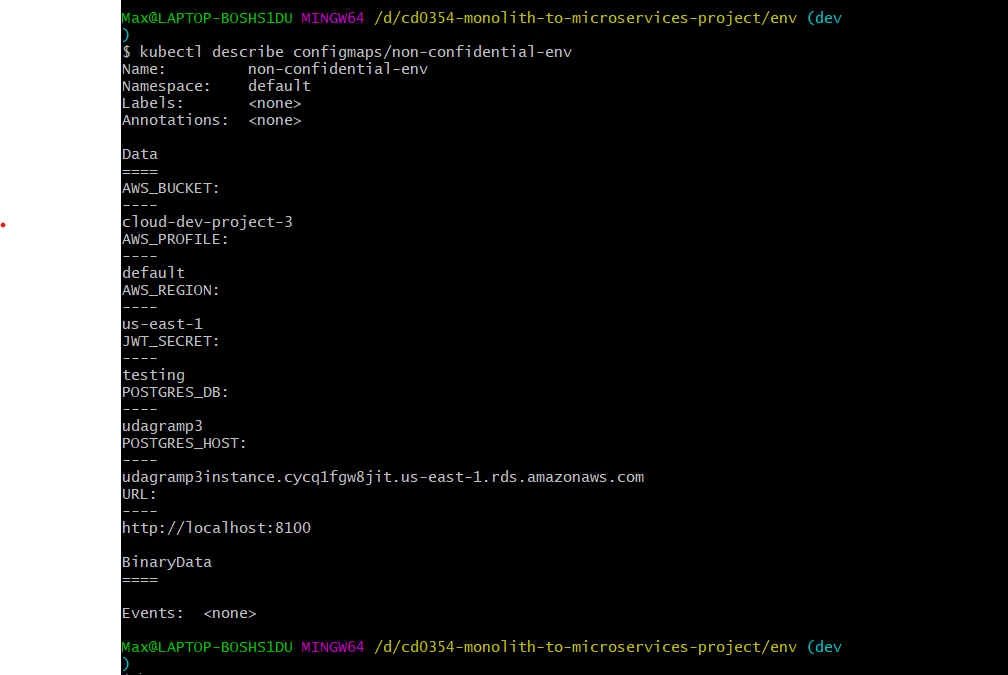 Max@LAPTOP-BOSHS1DU MINGW64 /d/cd0354-monolith-to-microservices-project/env (dev
)
$ kubectl describe configmaps/non-confidential-env
Name:         non-confidential-env
Namespace:    default
Labels:       <none>
Annotations:  <none>

Data
====
AWS_BUCKET:
----
cloud-dev-project-3
AWS_PROFILE:
----
default
AWS_REGION:
----
us-east-1
JWT_SECRET:
----
testing
POSTGRES_DB:
----
udagramp3
POSTGRES_HOST:
----
udagramp3instance.cycq1fgw8jit.us-east-1.rds.amazonaws.com
URL:
----
http://localhost:8100

BinaryData
====

Events:  <none>

Max@LAPTOP-BOSHS1DU MINGW64 /d/cd0354-monolith-to-microservices-project/env (dev
)